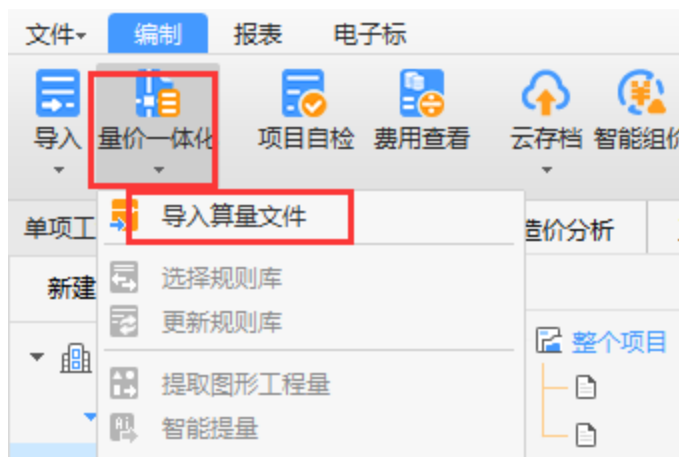 文件 编制 报表 电子标
导入 量价一体化 项目自检 费用查看 云存档 智能组价
单项工 导入算量文件 造价分析
新建 选择规则库
更新规则库
整个项目
提取图形工程量
智能提量